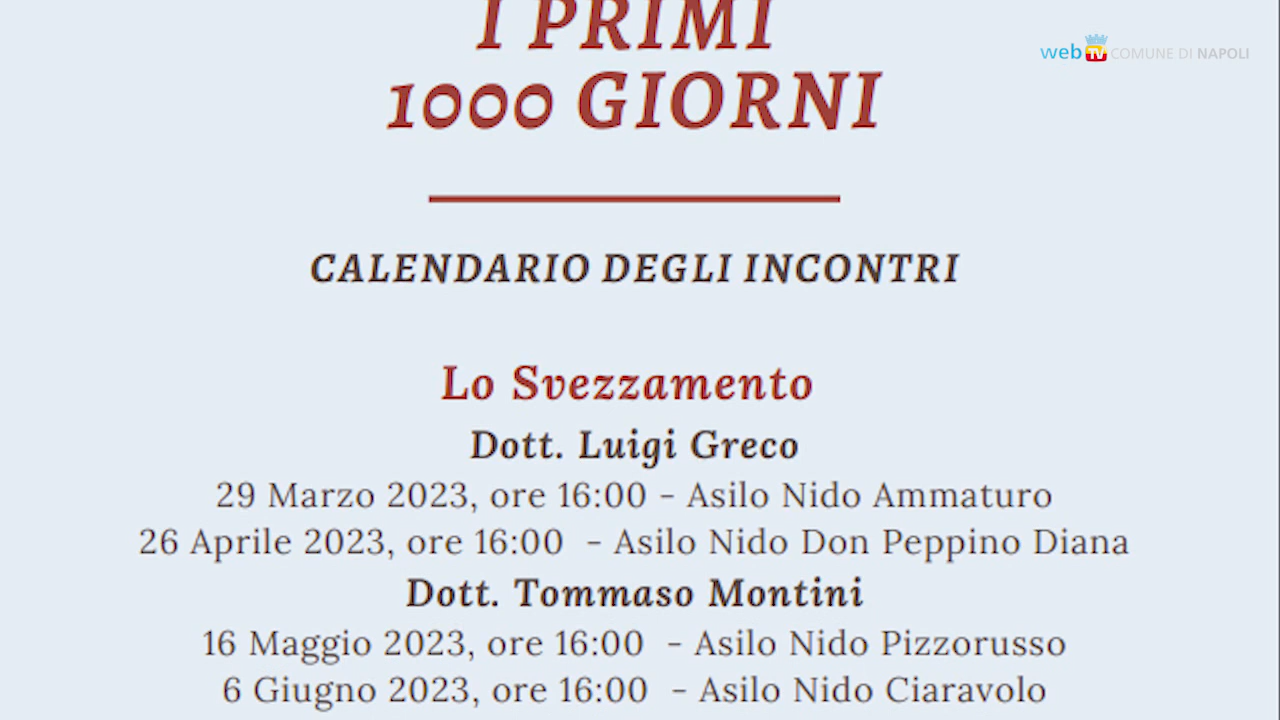 I PRIMI
web TV COMUNE DI NAPOLI
1000 GIORNI
CALENDARIO DEGLI INCONTRI
Lo Svezzamento
Dott. Luigi Greco
29 Marzo 2023, ore 16:00 - Asilo Nido Ammaturo
26 Aprile 2023, ore 16:00 - Asilo Nido Don Peppino Diana
Dott. Tommaso Montini
16 Maggio 2023, ore 16:00 - Asilo Nido Pizzorusso
6 Giugno 2023, ore 16:00 - Asilo Nido Ciaravolo